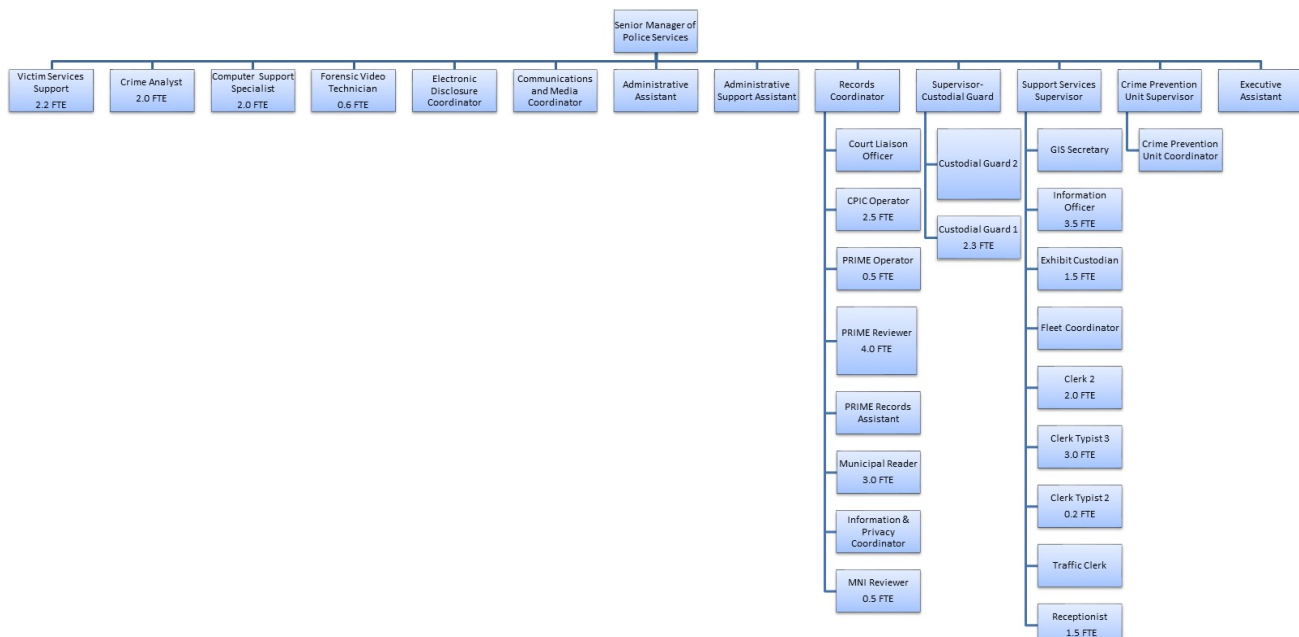 Senior Manager of
Police Services
Victim Services
Support
2.2 FTE
Crime Analyst
2.0 FTE
Computer Support
Specialist
2.0 FTE
Forensic Video
Technician
0.6 FTE
Electronic
Disclosure
Coordinator
Communications
and Media
Coordinator
Administrative
Assistant
Administrative
Support Assistant
Records
Coordinator
Supervisor-
Custodial Guard
Support Services
Supervisor
Crime Prevention
Unit Supervisor
Executive
Assistant
Court Liaison
Officer
CPIC Operator
2.5 FTE
PRIME Operator
0.5 FTE
PRIME Reviewer
4.0 FTE
PRIME Records
Assistant
Municipal Reader
3.0 FTE
Information &
Privacy
Coordinator
MNI Reviewer
0.5 FTE
Custodial Guard 2
Custodial Guard 1
2.3 FTE
GIS Secretary
Information
Officer
3.5 FTE
Exhibit Custodian
1.5 FTE
Fleet Coordinator
Clerk 2
2.0 FTE
Clerk Typist 3
3.0 FTE
Clerk Typist 2
0.2 FTE
Traffic Clerk
Receptionist
1.5 FTE
Crime Prevention
Unit Coordinator